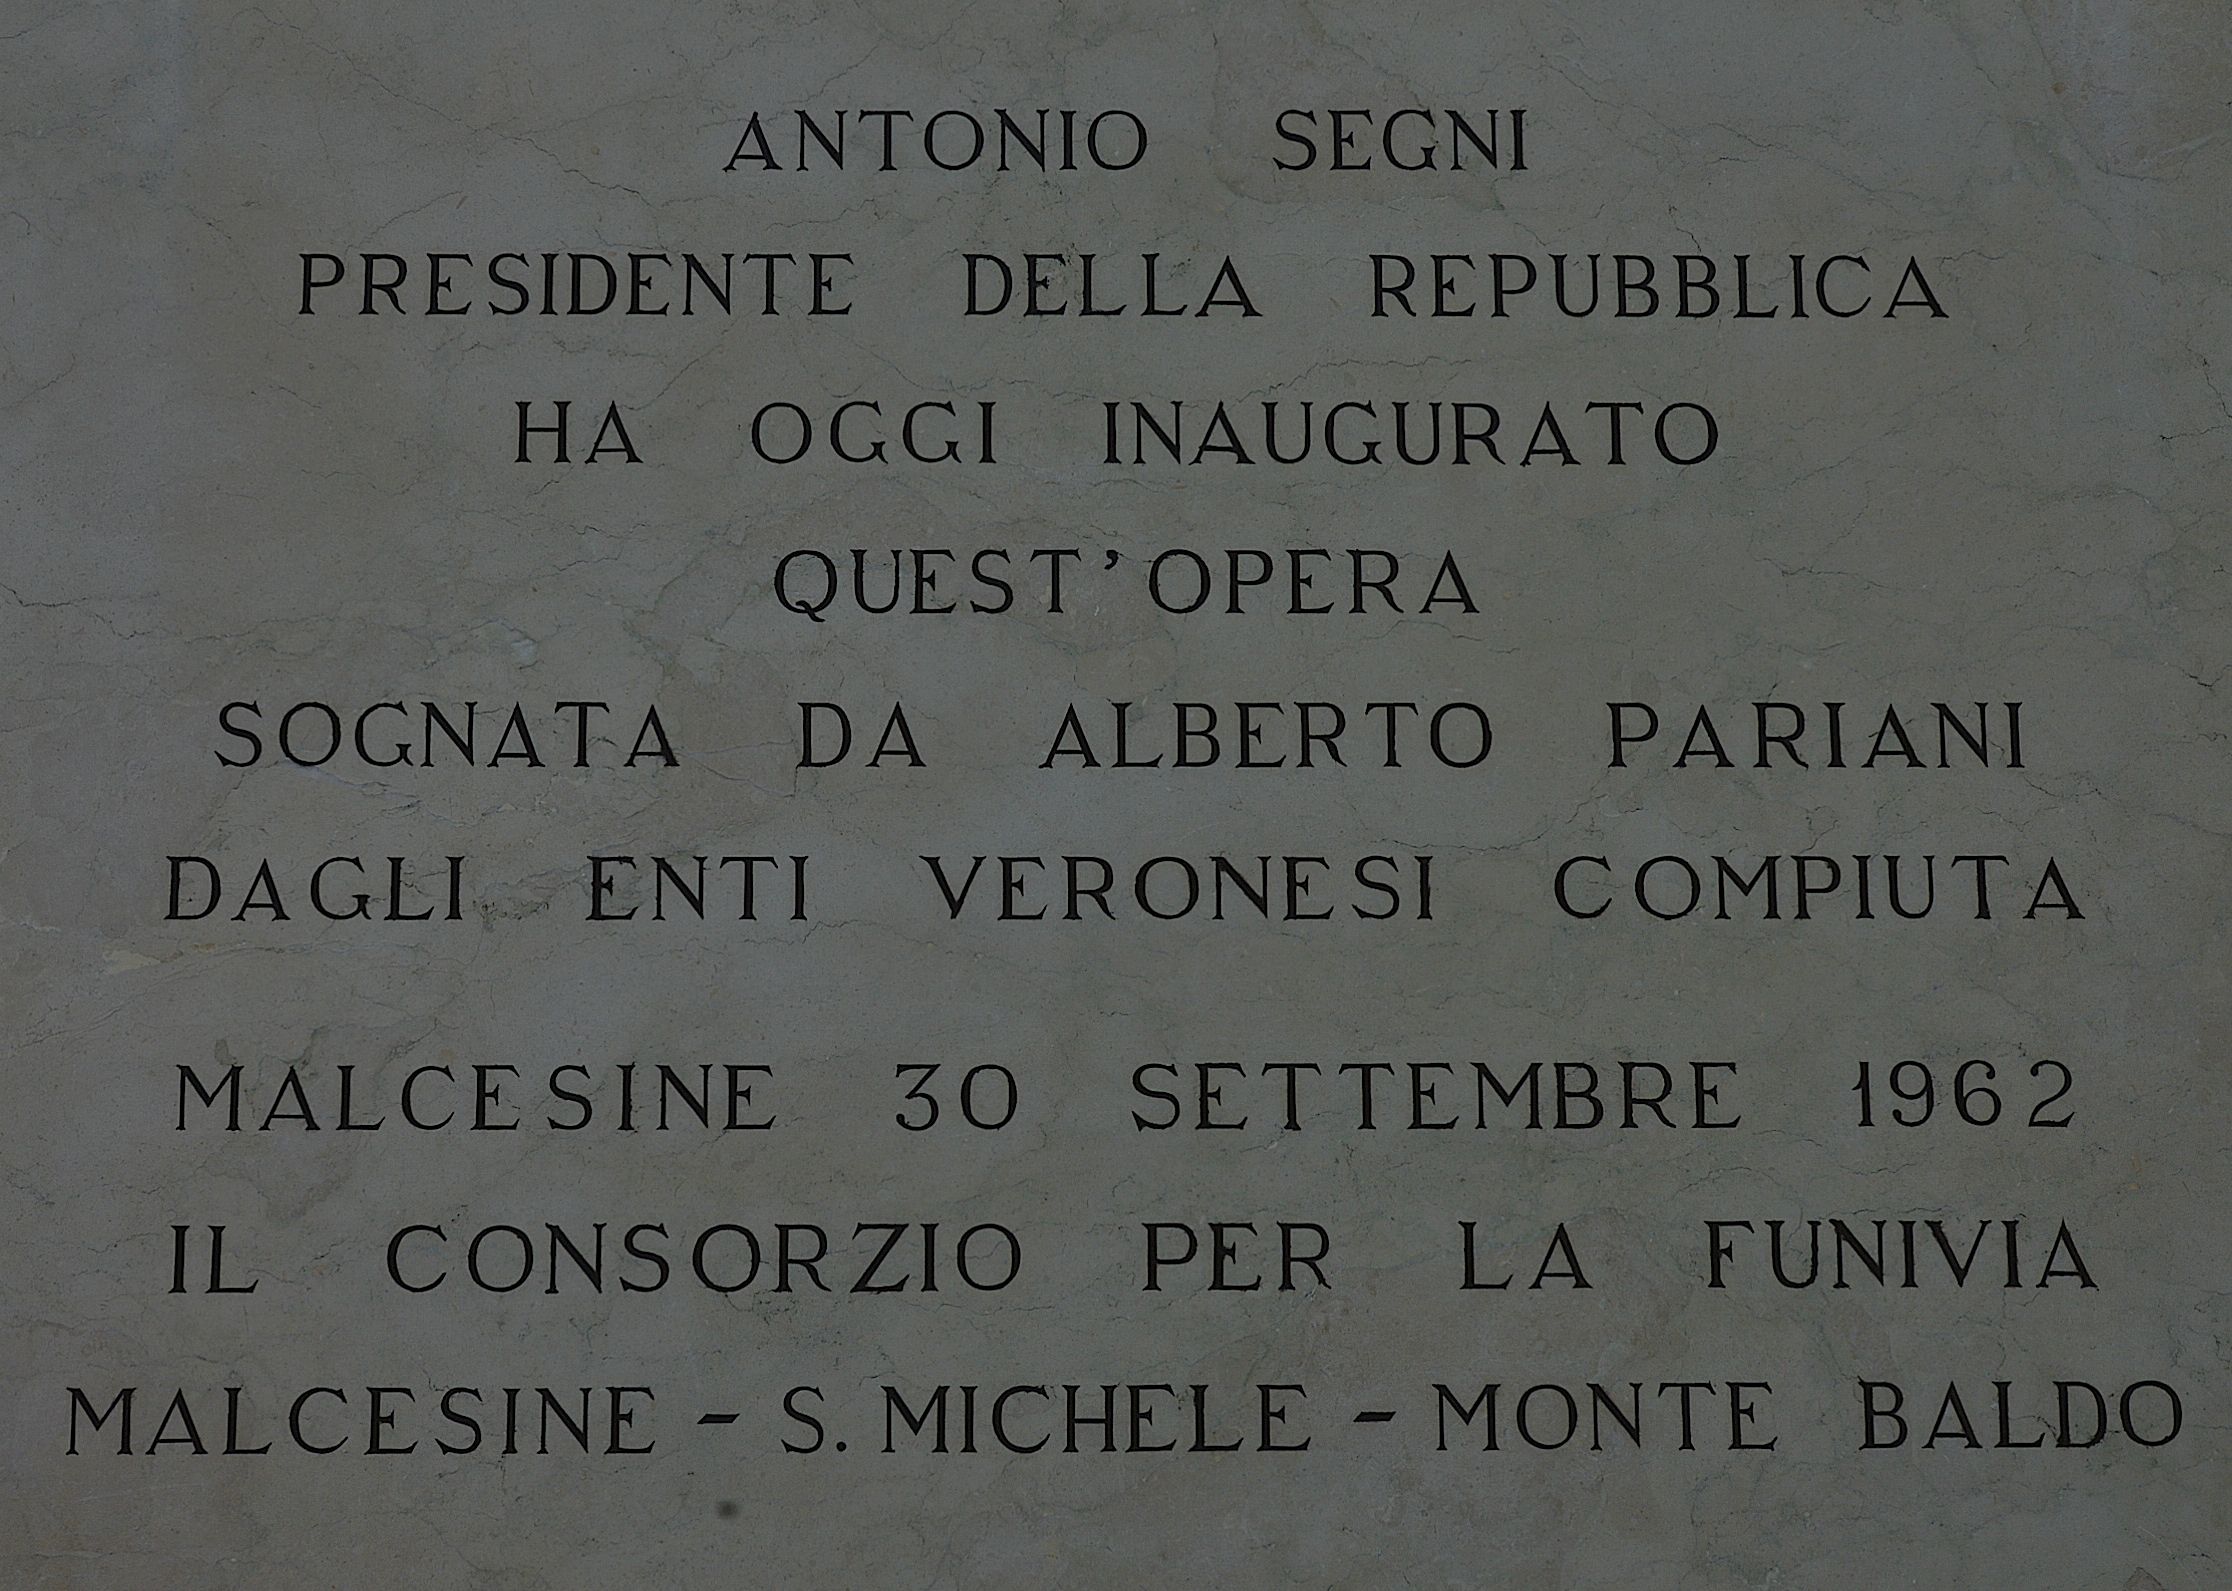 ANTONIO SEGNI
PRESIDENTE DELLA REPUBBLICA
HA OGGI INAUGURATO
QUEST'OPERA
SOGNATA DA ALBERTO PARIANI
DAGLI ENTI VERONESI COMPIUTA
MALCESINE 30 SETTEMBRE 1962
IL CONSORZIO PER LA FUNIVIA
MALCESINE - S. MICHELE - MONTE BALDO